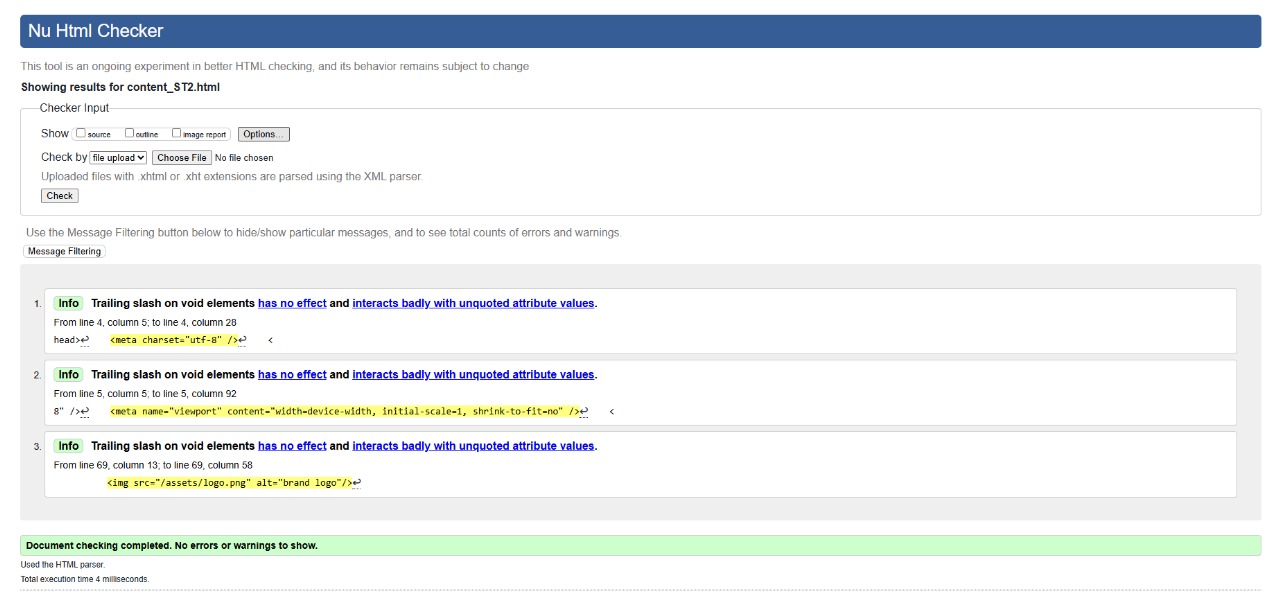 Nu Html Checker
This tool is an ongoing experiment in better HTML checking, and its behavior remains subject to change
Showing results for content_ST2.html
Checker Input
Show source outline image report Options...
Check by file upload Choose File No file chosen
Uploaded files with .xhtml or .xht extensions are parsed using the XML parser.
Check
Use the Message Filtering button below to hide/show particular messages, and to see total counts of errors and warnings.
Message Filtering
1. Info Trailing slash on void elements has no effect and interacts badly with unquoted attribute values.
From line 4, column 5; to line 4, column 28
head>↩ <meta charset="utf-8" />↩ <
2. Info Trailing slash on void elements has no effect and interacts badly with unquoted attribute values.
From line 5, column 5; to line 5, column 92
8" />↩ <meta name="viewport" content="width=device-width, initial-scale=1, shrink-to-fit=no" />↩ <
3. Info Trailing slash on void elements has no effect and interacts badly with unquoted attribute values.
From line 69, column 13; to line 69, column 58
<img src="/assets/logo.png" alt="brand logo"/>↩
Document checking completed. No errors or warnings to show.
Used the HTML parser.
Total execution time 4 milliseconds.